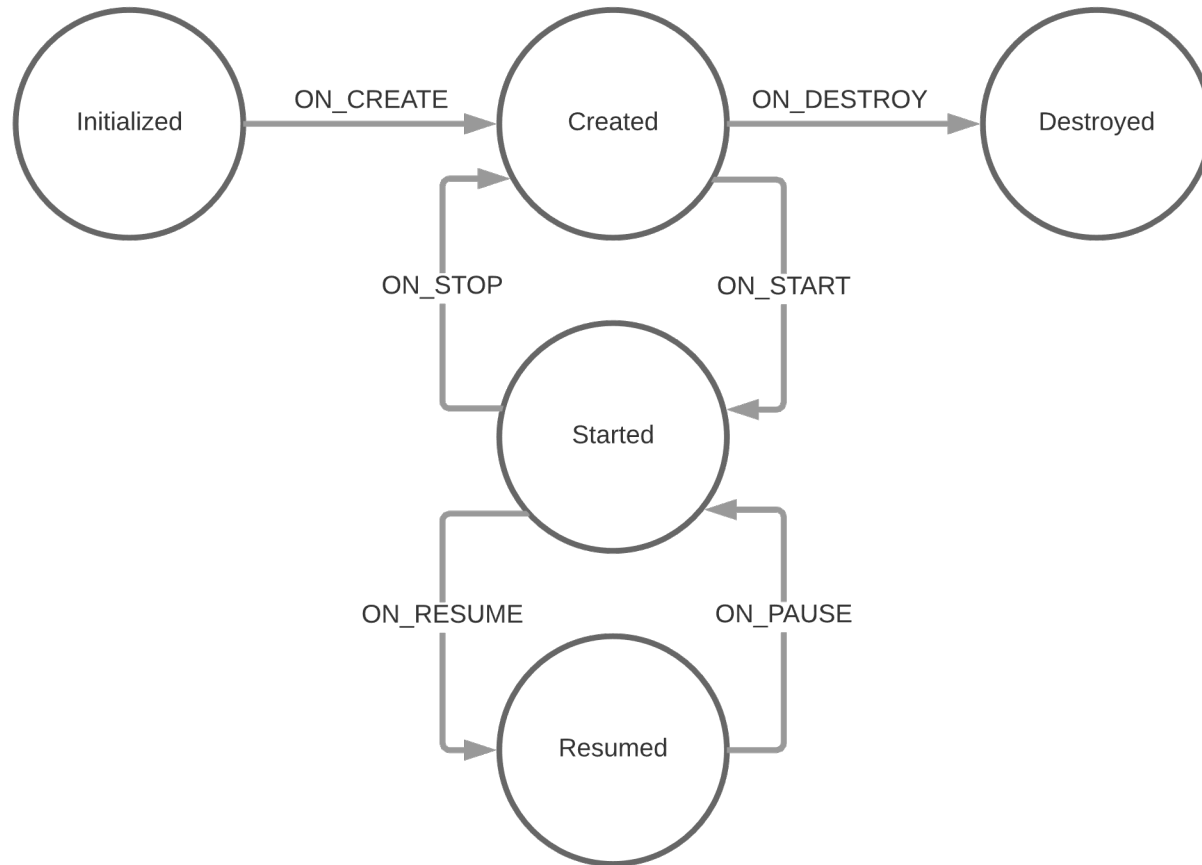 ON_CREATE
ON_DESTROY
Initialized
Created
Destroyed
ON_STOP
ON_START
Started
ON_RESUME
ON_PAUSE
Resumed